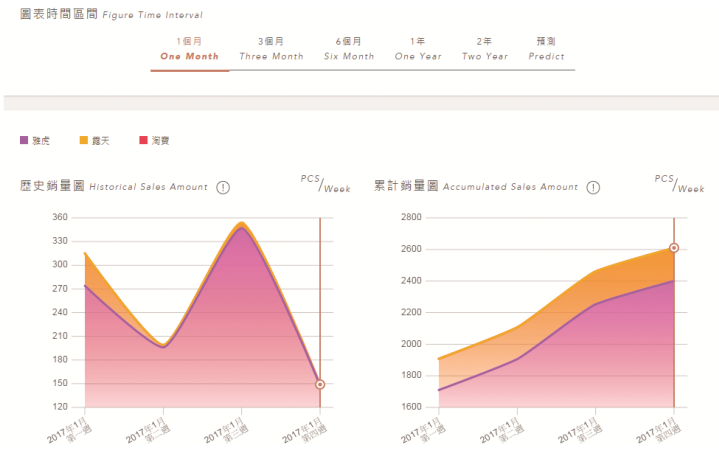 圖表時間區間 Figure Time Interval
1個月 3個月 6個月 1年 2年 預測
One Month Three Month Six Month One Year Two Year Predict
雅虎 露天 淘寶
歷史銷量圖 Historical Sales Amount ! PCS/Week
累計銷量圖 Accumulated Sales Amount ! PCS/Week
360
330
300
270
240
210
180
150
120
2017年1月 第一週
2017年1月 第二週
2017年1月 第三週
2017年1月 第四週
2800
2600
2400
2200
2000
1800
1600
2017年1月 第一週
2017年1月 第二週
2017年1月 第三週
2017年1月 第四週